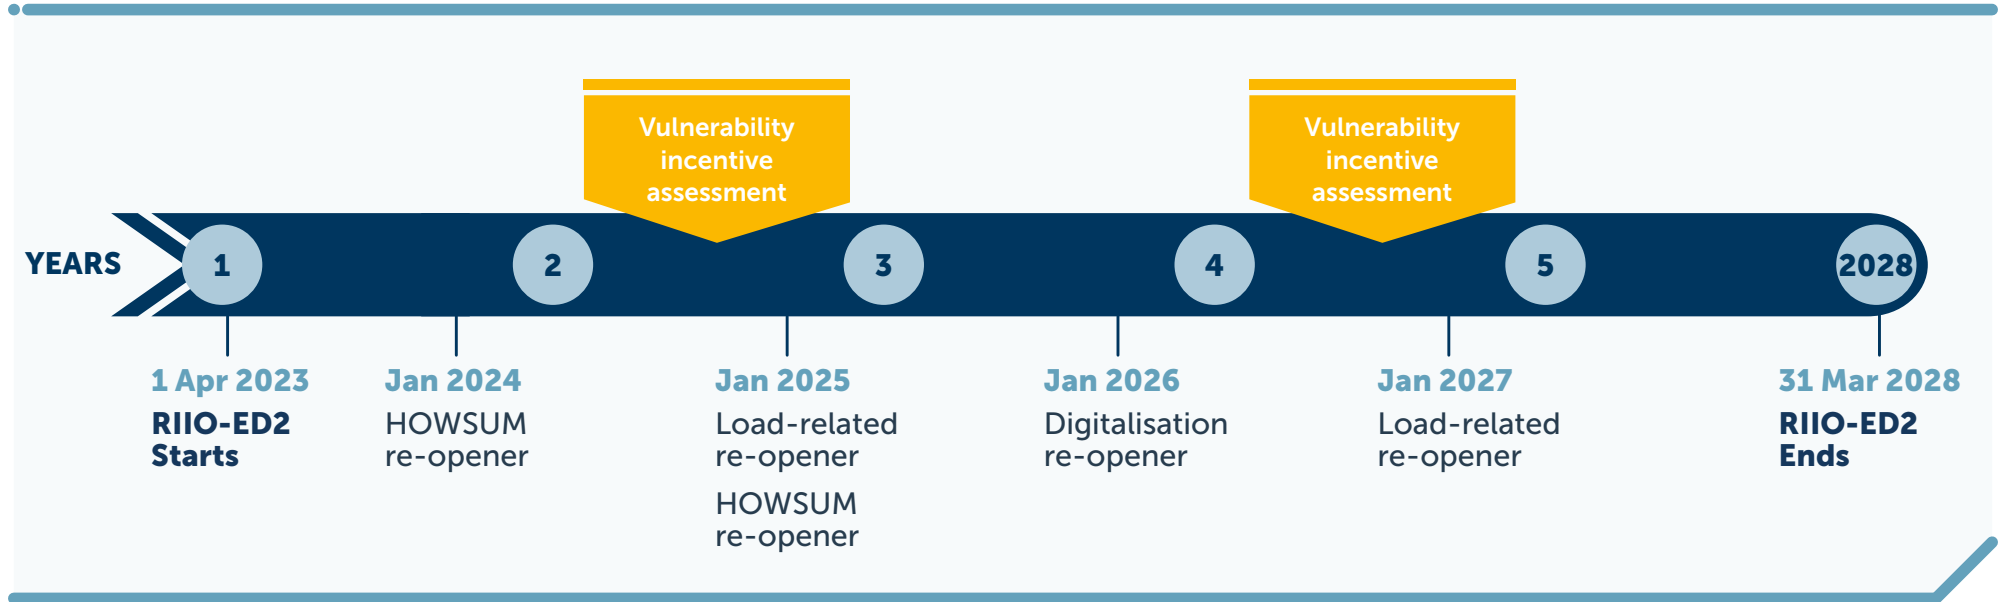 Vulnerability
incentive
assessment
Vulnerability
incentive
assessment
YEARS
1
2
3
4
5
2028
1 Apr 2023
RIIO-ED2
Starts
Jan 2024
HOWSUM
re-opener
Jan 2025
Load-related
re-opener
HOWSUM
re-opener
Jan 2026
Digitalisation
re-opener
Jan 2027
Load-related
re-opener
31 Mar 2028
RIIO-ED2
Ends